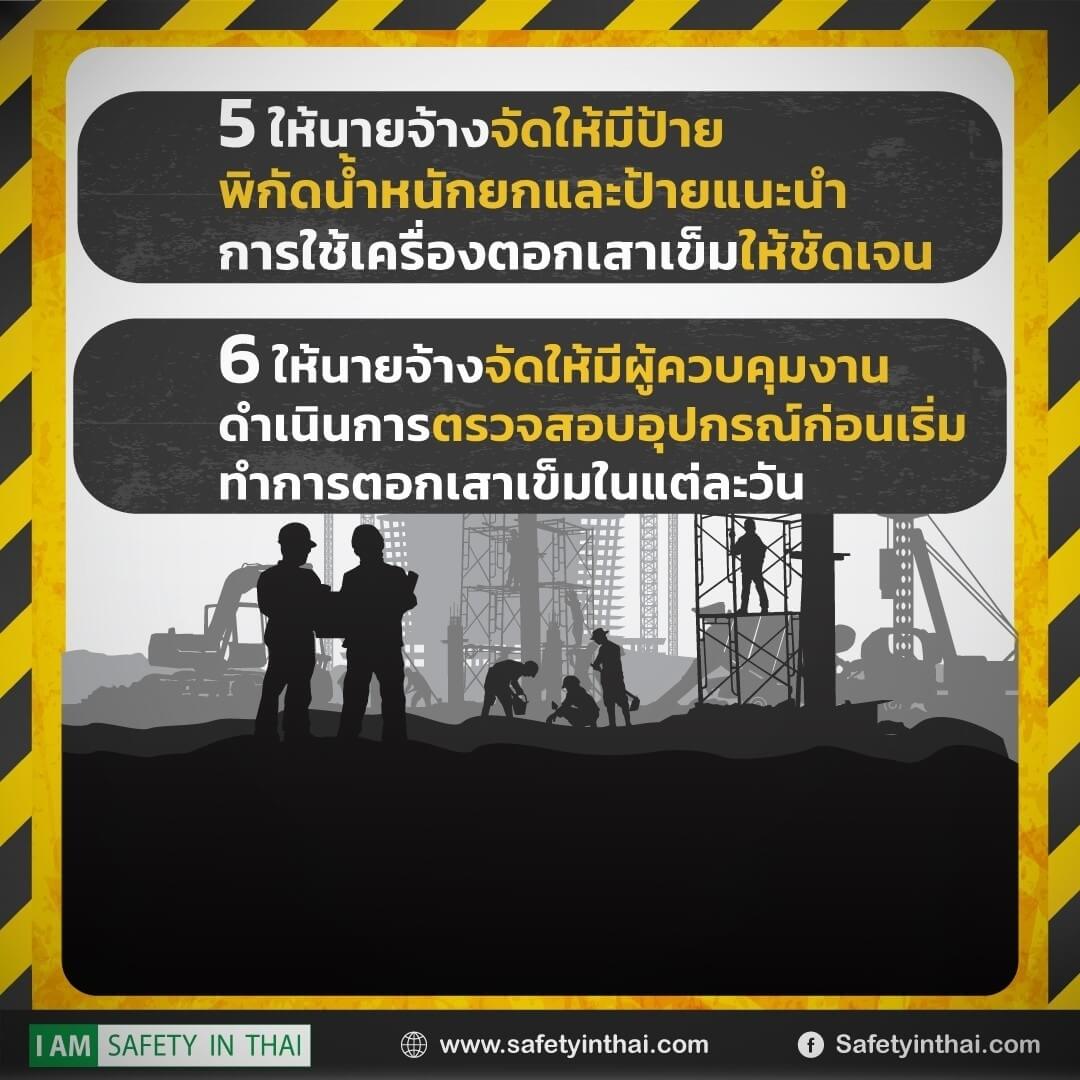 5 ให้นายจ้างจัดให้มีป้าย
พิกัดน้ำหนักยกและป้ายแนะนำ
การใช้เครื่องตอกเสาเข็มให้ชัดเจน
6 ให้นายจ้างจัดให้มีผู้ควบคุมงาน
ดำเนินการตรวจสอบอุปกรณ์ก่อนเริ่ม
ทำการตอกเสาเข็มในแต่ละวัน
I AM SAFETY IN THAI
www.safetyinthai.com
Safetyinthai.com